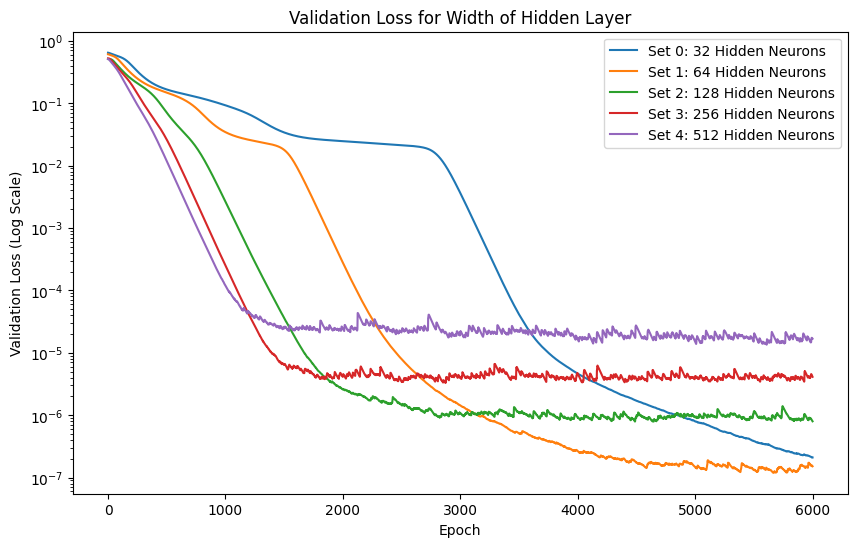 Validation Loss for Width of Hidden Layer
Set 0: 32 Hidden Neurons
Set 1: 64 Hidden Neurons
Set 2: 128 Hidden Neurons
Set 3: 256 Hidden Neurons
Set 4: 512 Hidden Neurons
Validation Loss (Log Scale)
10⁰
10⁻¹
10⁻²
10⁻³
10⁻⁴
10⁻⁵
10⁻⁶
10⁻⁷
0 1000 2000 3000 4000 5000 6000
Epoch